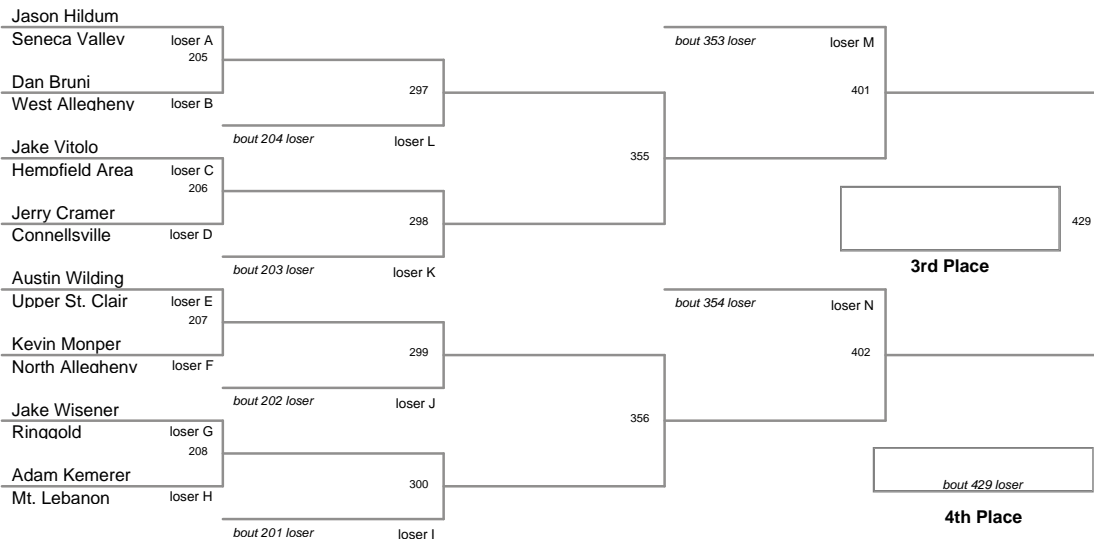 Jason Hildum
Seneca Valley loser A
205
Dan Bruni
West Allegheny loser B
bout 204 loser loser L
297
Jake Vitolo
Hempfield Area loser C
206
Jerry Cramer
Connellsville loser D
bout 203 loser loser K
298
355
bout 353 loser loser M
401
3rd Place
429
Austin Wilding
Upper St. Clair loser E
207
Kevin Monper
North Allegheny loser F
bout 202 loser loser J
299
Jake Wisener
Ringgold loser G
208
Adam Kemerer
Mt. Lebanon loser H
bout 201 loser loser I
300
356
bout 354 loser loser N
402
bout 429 loser
4th Place